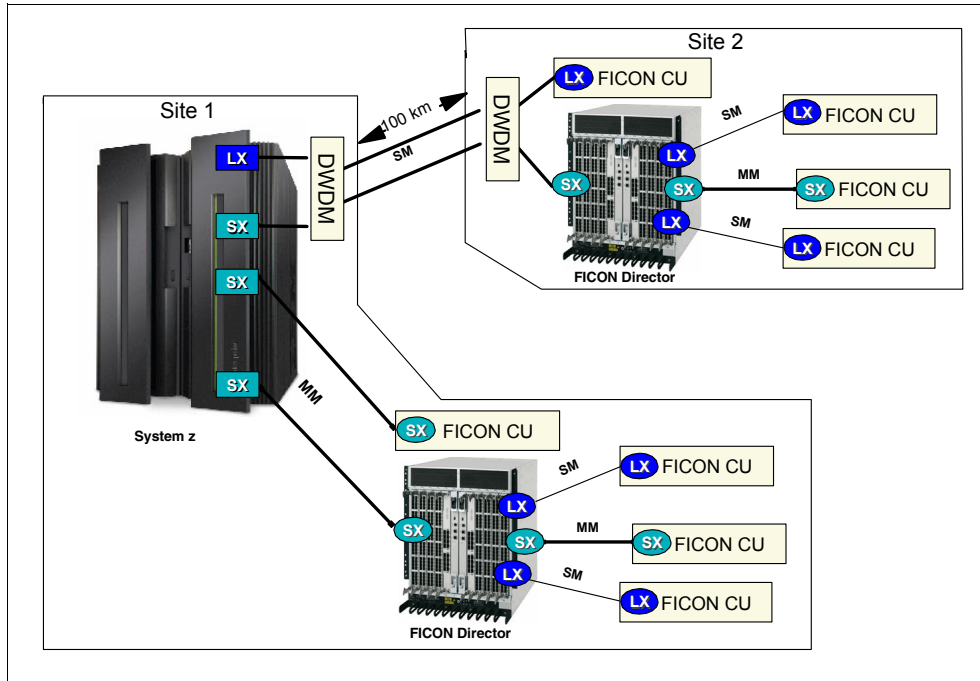 Site 2
LX FICON CU
Site 1
100 km
DWDM
SM
DWDM
LX
SX
SX
SX
MM
System z
SX
LX
SX
LX
FICON Director
SM
LX FICON CU
MM
SX FICON CU
SM
LX FICON CU
SX FICON CU
SX
LX
SX
LX
FICON Director
SM
LX FICON CU
MM
SX FICON CU
SM
LX FICON CU